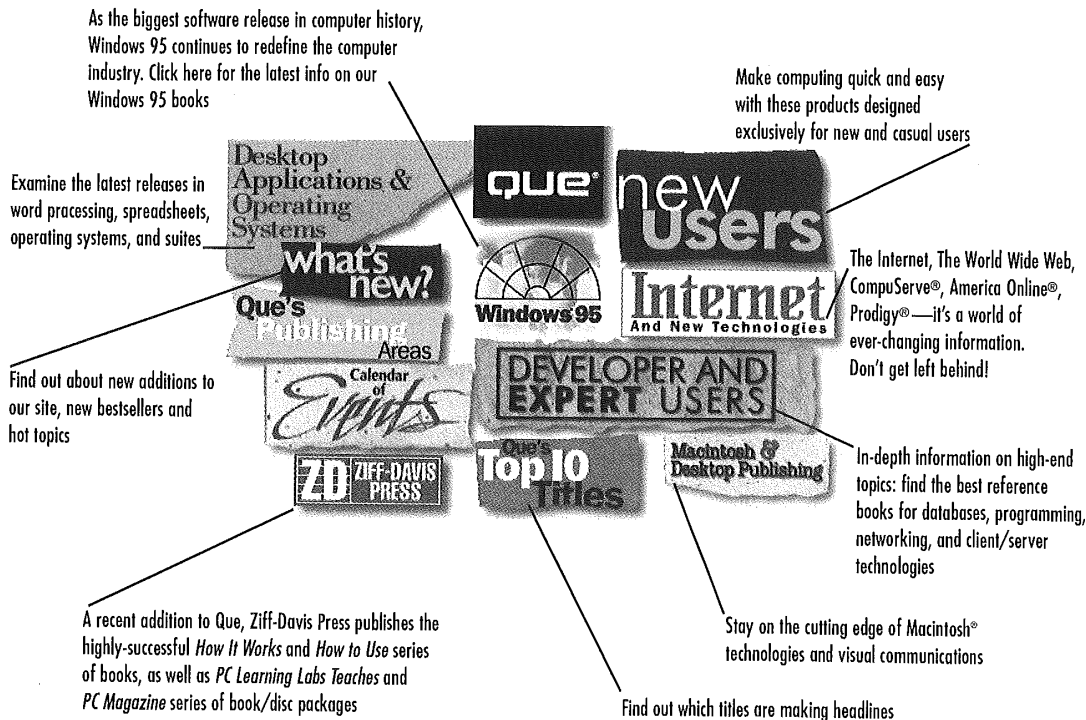 As the biggest software release in computer history,
Windows 95 continues to redefine the computer
industry. Click here for the latest info on our
Windows 95 books
Make computing quick and easy
with these products designed
exclusively for new and casual users
Examine the latest releases in
word pracessing, spreadsheets,
operating systems, and suites
Desktop
Applications &
Operating
Systems
que®
new
users
what's
new?
Windows 95
Internet
And New Technologies
The Internet, The World Wide Web,
CompuServe®, America Online®,
Prodigy®—it's a world of
ever-changing information.
Don't get left behind!
Que's
Publishing
Areas
Find out about new additions to
our site, new bestsellers and
hot topics
Calendar
of
Events
DEVELOPER AND
EXPERT USERS
ZD ZIFF-DAVIS
PRESS
Que's
Top 10
Titles
Macintosh &
Desktop Publishing
In-depth information on high-end
topics: find the best reference
books for databases, programming,
networking, and client/server
technologies
A recent addition to Que, Ziff-Davis Press publishes the
highly-successful How It Works and How to Use series
of books, as well as PC Learning Labs Teaches and
PC Magazine series of book/disc packages
Stay on the cutting edge of Macintosh®
technologies and visual communications
Find out which titles are making headlines